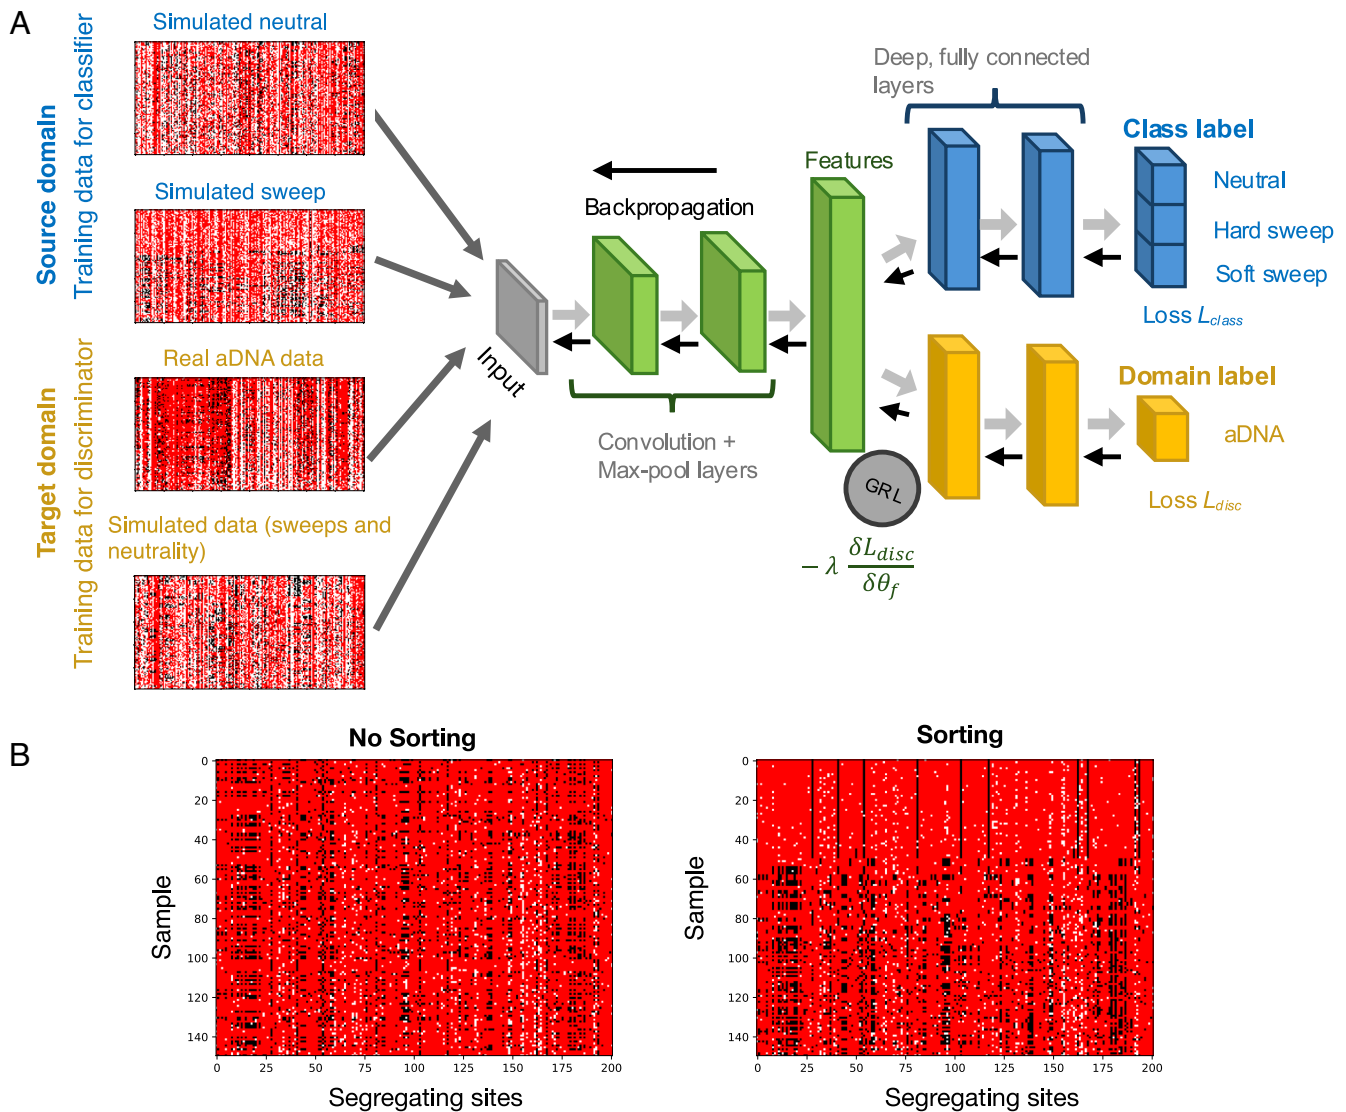 A
Simulated neutral
Source domain
Training data for classifier
Simulated sweep
Real aDNA data
Target domain
Training data for discriminator
Simulated data (sweeps and
neutrality)
Input
Backpropagation
Convolution +
Max-pool layers
Features
Deep, fully connected
layers
Class label
Neutral
Hard sweep
Soft sweep
Loss L_class
Domain label
aDNA
Loss L_disc
GRL
− λ δL_disc / δθ_f
B
No Sorting
Sample
0
20
40
60
80
100
120
140
0 25 50 75 100 125 150 175 200
Segregating sites
Sorting
Sample
0
20
40
60
80
100
120
140
0 25 50 75 100 125 150 175 200
Segregating sites